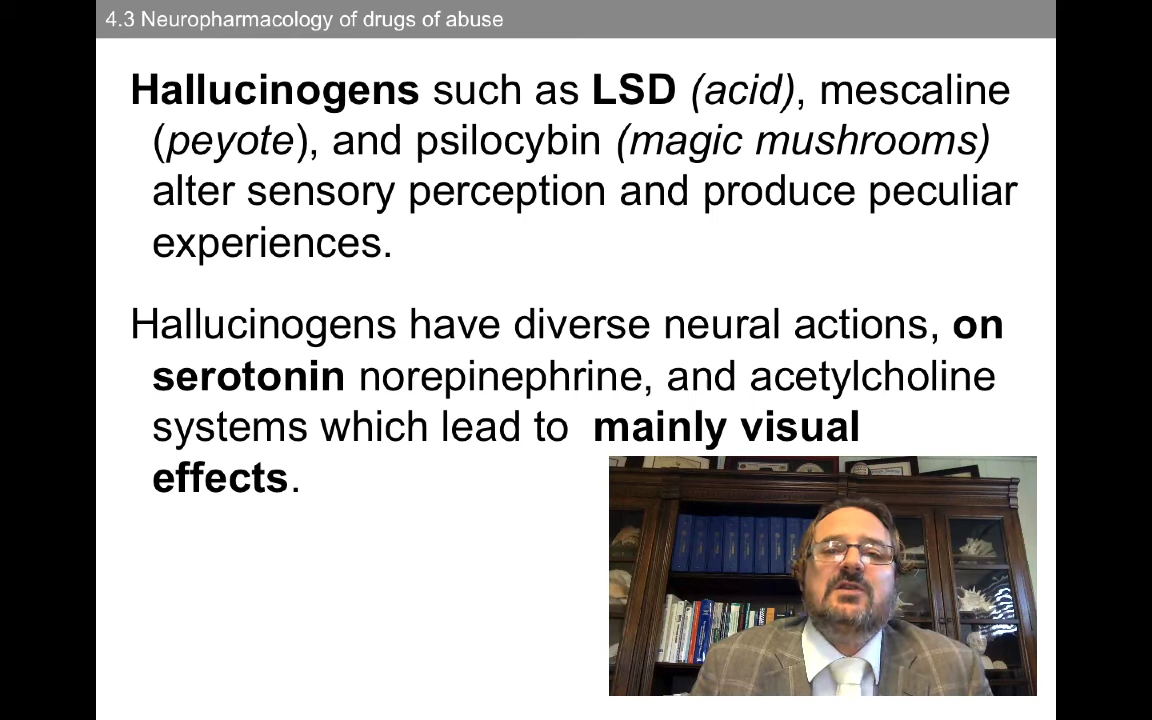 4.3 Neuropharmacology of drugs of abuse
Hallucinogens such as LSD (acid), mescaline
(peyote), and psilocybin (magic mushrooms)
alter sensory perception and produce peculiar
experiences.
Hallucinogens have diverse neural actions, on
serotonin norepinephrine, and acetylcholine
systems which lead to mainly visual
effects.